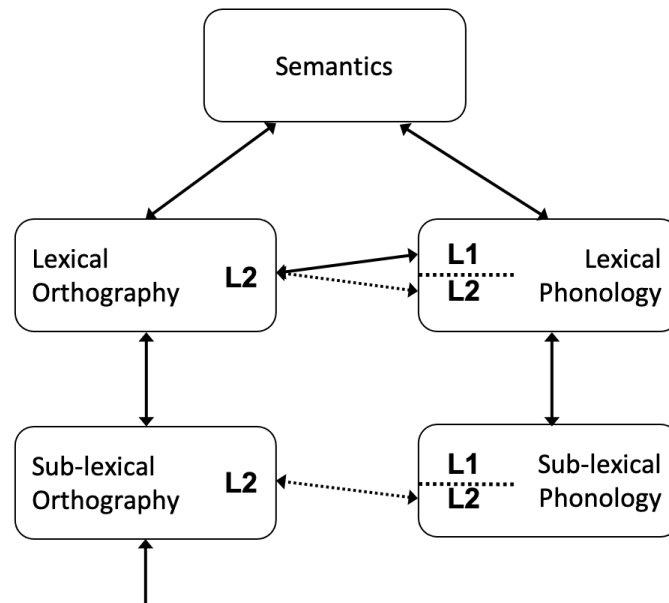 Semantics
Lexical
Orthography
L2
L1
L2
Lexical
Phonology
Sub-lexical
Orthography
L2
L1
L2
Sub-lexical
Phonology